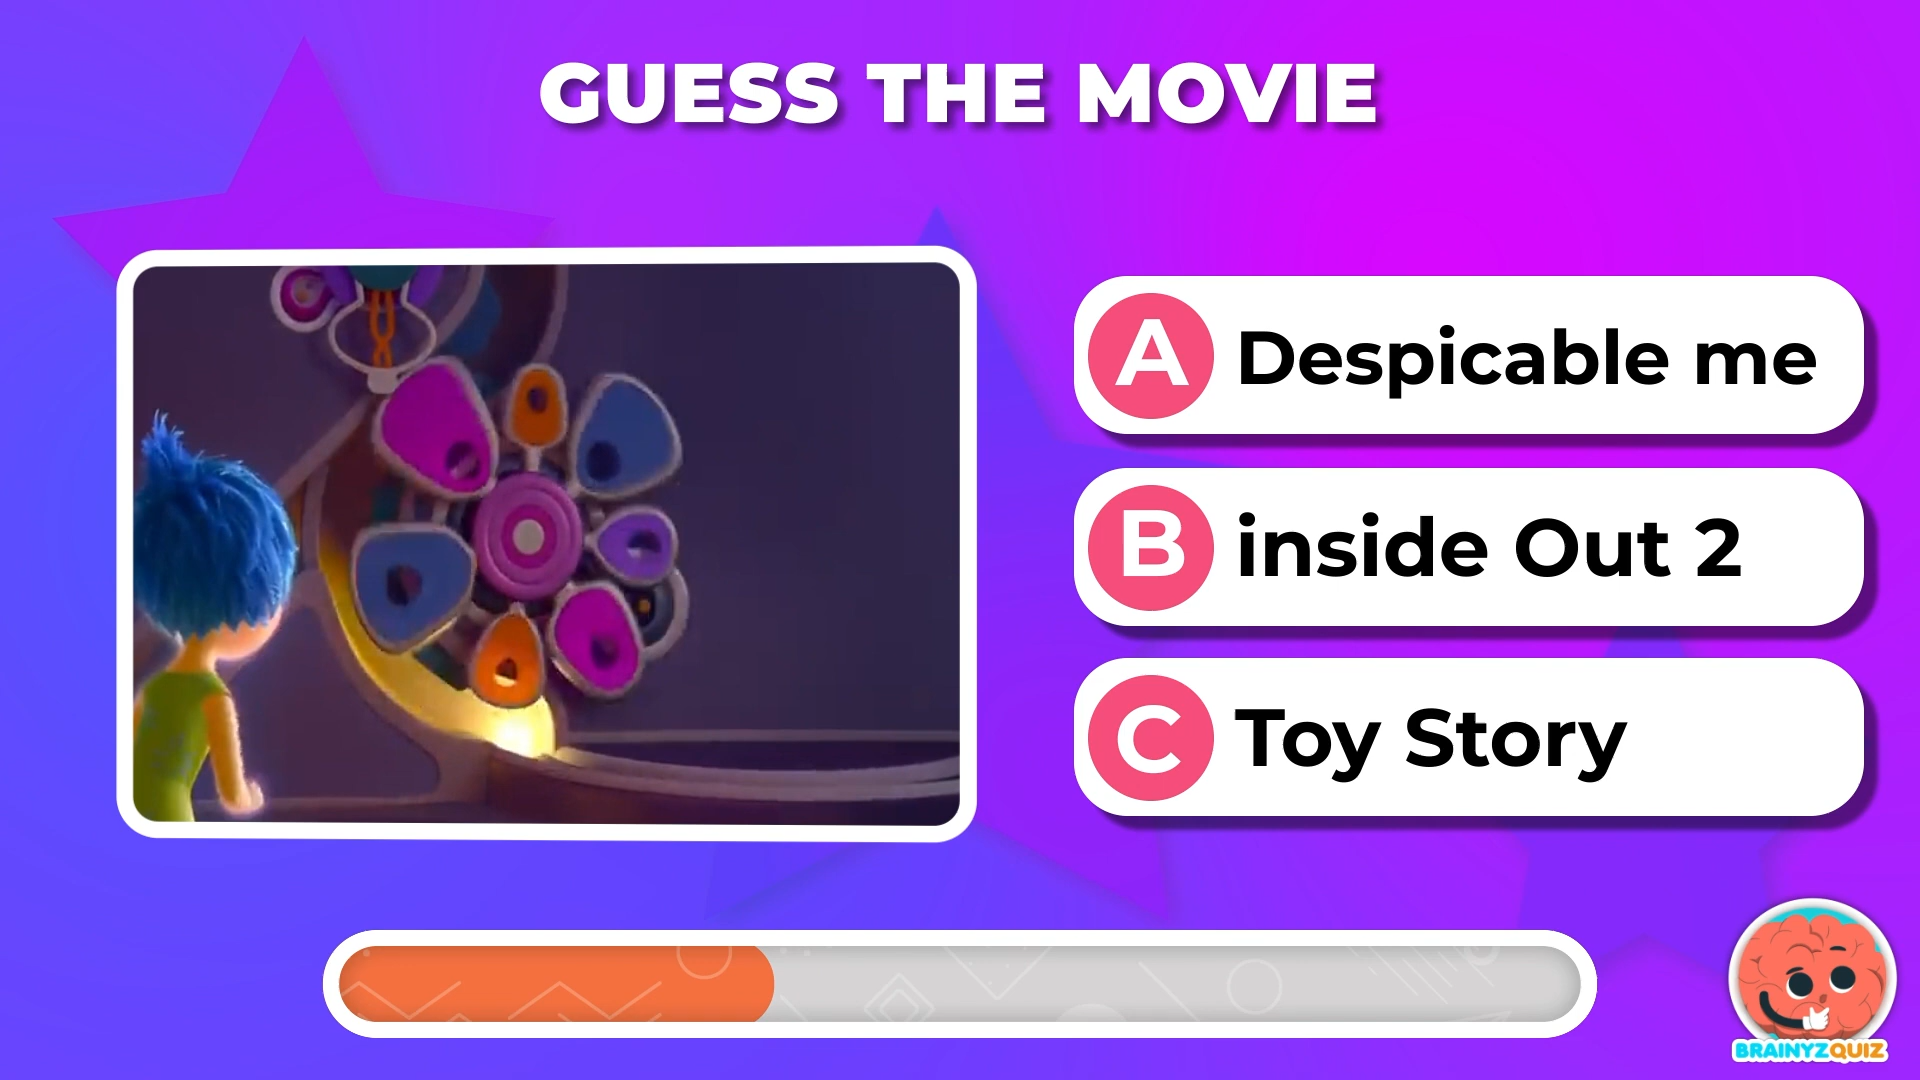 GUESS THE MOVIE
A Despicable me
B inside Out 2
C Toy Story
BRAINYZQUIZ